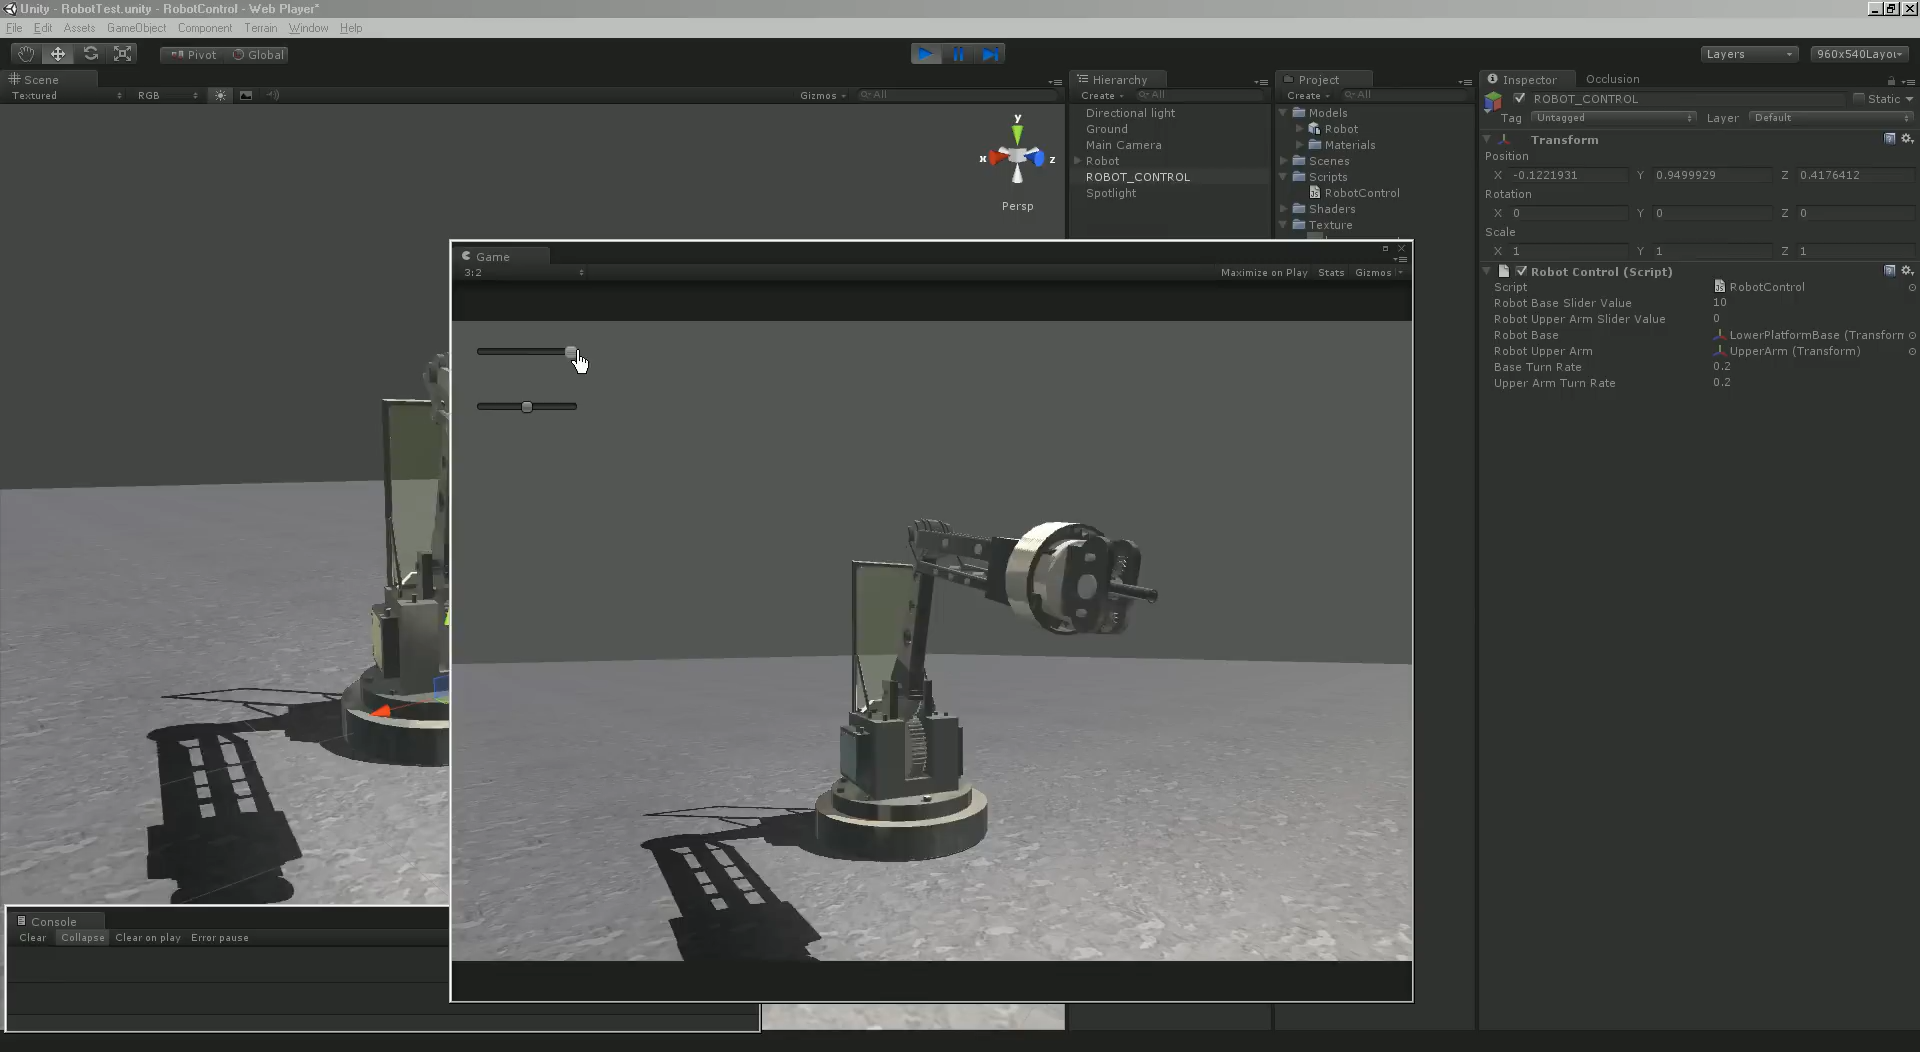 Unity - RobotTest.unity - RobotControl - Web Player*
File Edit Assets GameObject Component Terrain Window Help
Pivot Global
Layers 960x540Layou
Scene
Textured RGB Gizmos All
y
x z
Persp
Hierarchy
Create All
Directional light
Ground
Main Camera
Robot
ROBOT_CONTROL
Spotlight
Project
Create All
Models
Robot
Materials
Scenes
Scripts
RobotControl
Shaders
Texture
Inspector Occlusion
ROBOT_CONTROL Static
Tag Untagged Layer Default
Transform
Position
X -0.1221931 Y 0.9499929 Z 0.4176412
Rotation
X 0 Y 0 Z 0
Scale
X 1 Y 1 Z 1
Robot Control (Script)
Script RobotControl
Robot Base Slider Value 10
Robot Upper Arm Slider Value 0
Robot Base LowerPlatformBase (Transform
Robot Upper Arm UpperArm (Transform)
Base Turn Rate 0.2
Upper Arm Turn Rate 0.2
Game
3:2 Maximize on Play Stats Gizmos
Console
Clear Collapse Clear on play Error pause